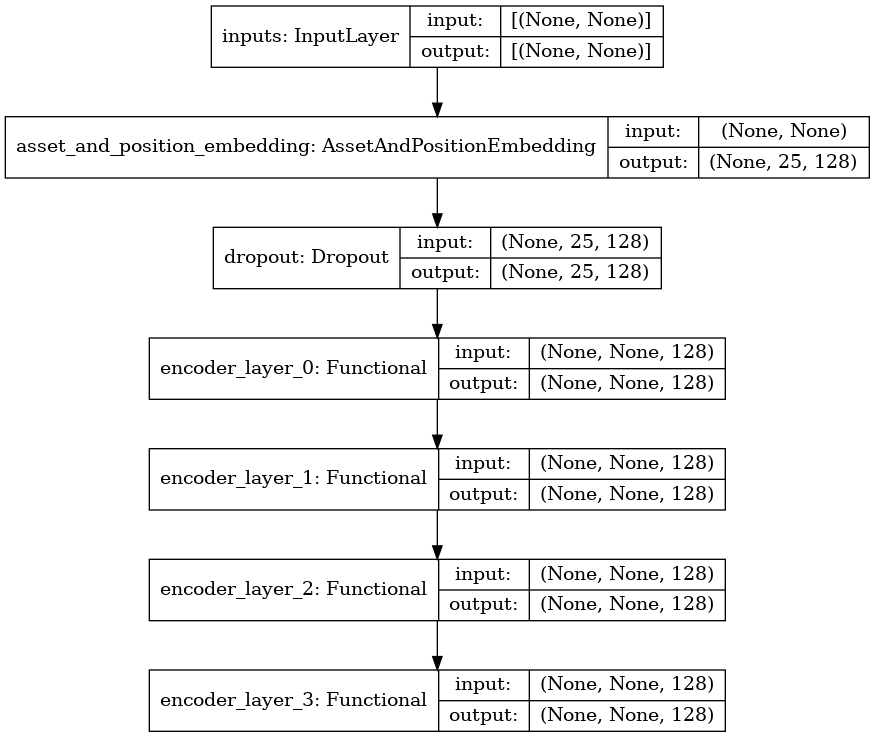 inputs: InputLayer
input:
[(None, None)]
output:
[(None, None)]
asset_and_position_embedding: AssetAndPositionEmbedding
input:
(None, None)
output:
(None, 25, 128)
dropout: Dropout
input:
(None, 25, 128)
output:
(None, 25, 128)
encoder_layer_0: Functional
input:
(None, None, 128)
output:
(None, None, 128)
encoder_layer_1: Functional
input:
(None, None, 128)
output:
(None, None, 128)
encoder_layer_2: Functional
input:
(None, None, 128)
output:
(None, None, 128)
encoder_layer_3: Functional
input:
(None, None, 128)
output:
(None, None, 128)